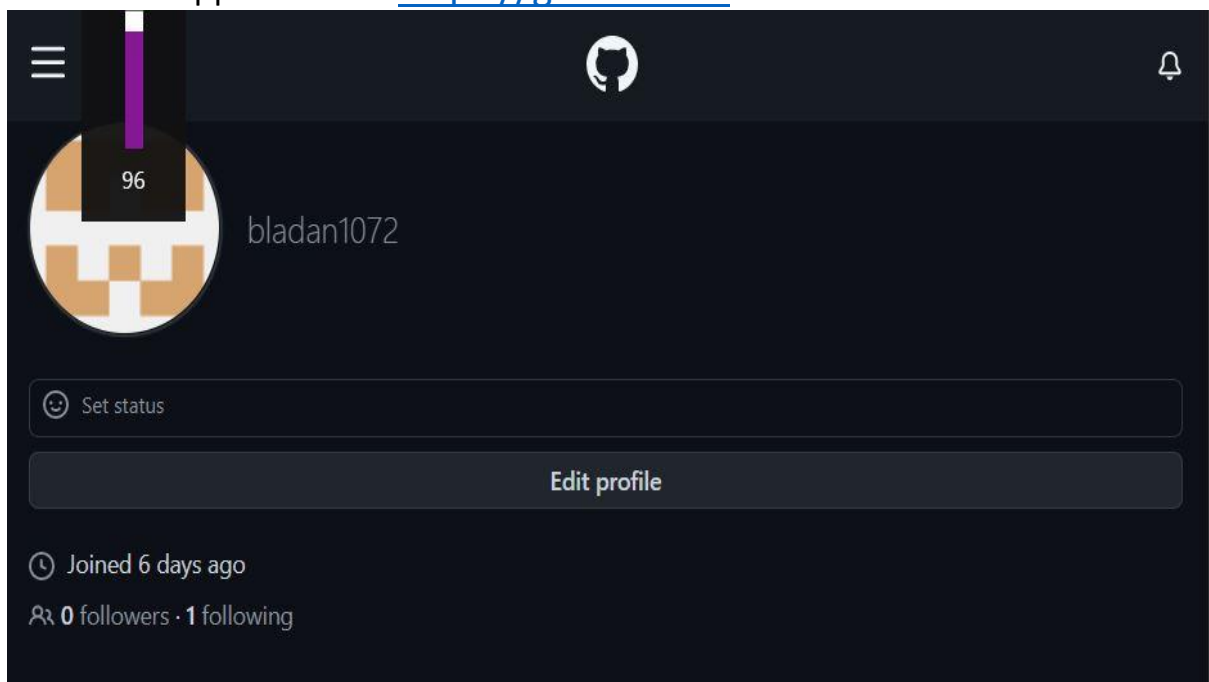 96
bladan1072
Set status
Edit profile
Joined 6 days ago
0 followers · 1 following